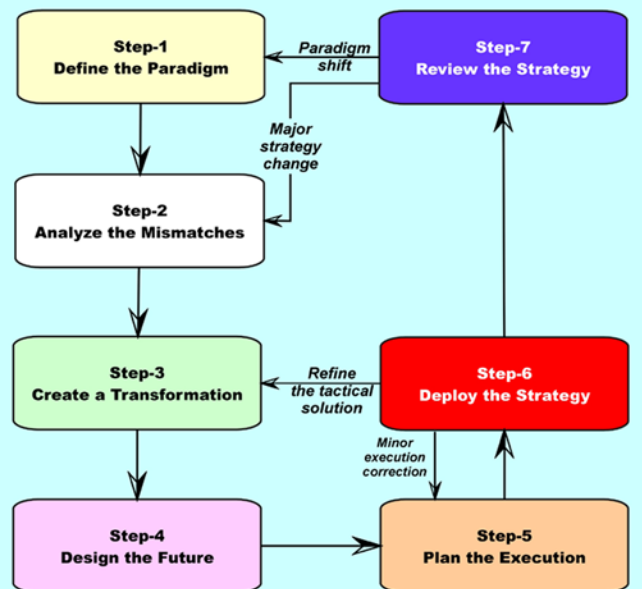 Step-1
Define the Paradigm
Paradigm
shift
Step-7
Review the Strategy
Major
strategy
change
Step-2
Analyze the Mismatches
Step-3
Create a Transformation
Refine
the tactical
solution
Step-6
Deploy the Strategy
Minor
execution
correction
Step-4
Design the Future
Step-5
Plan the Execution